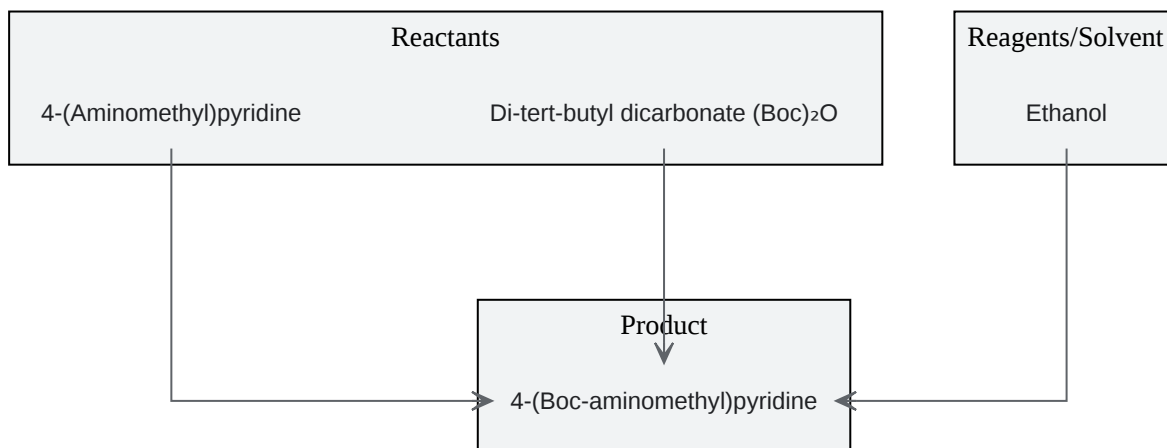 Reactants
Reagents/Solvent
4-(Aminomethyl)pyridine
Di-tert-butyl dicarbonate (Boc)₂O
Ethanol
Product
4-(Boc-aminomethyl)pyridine